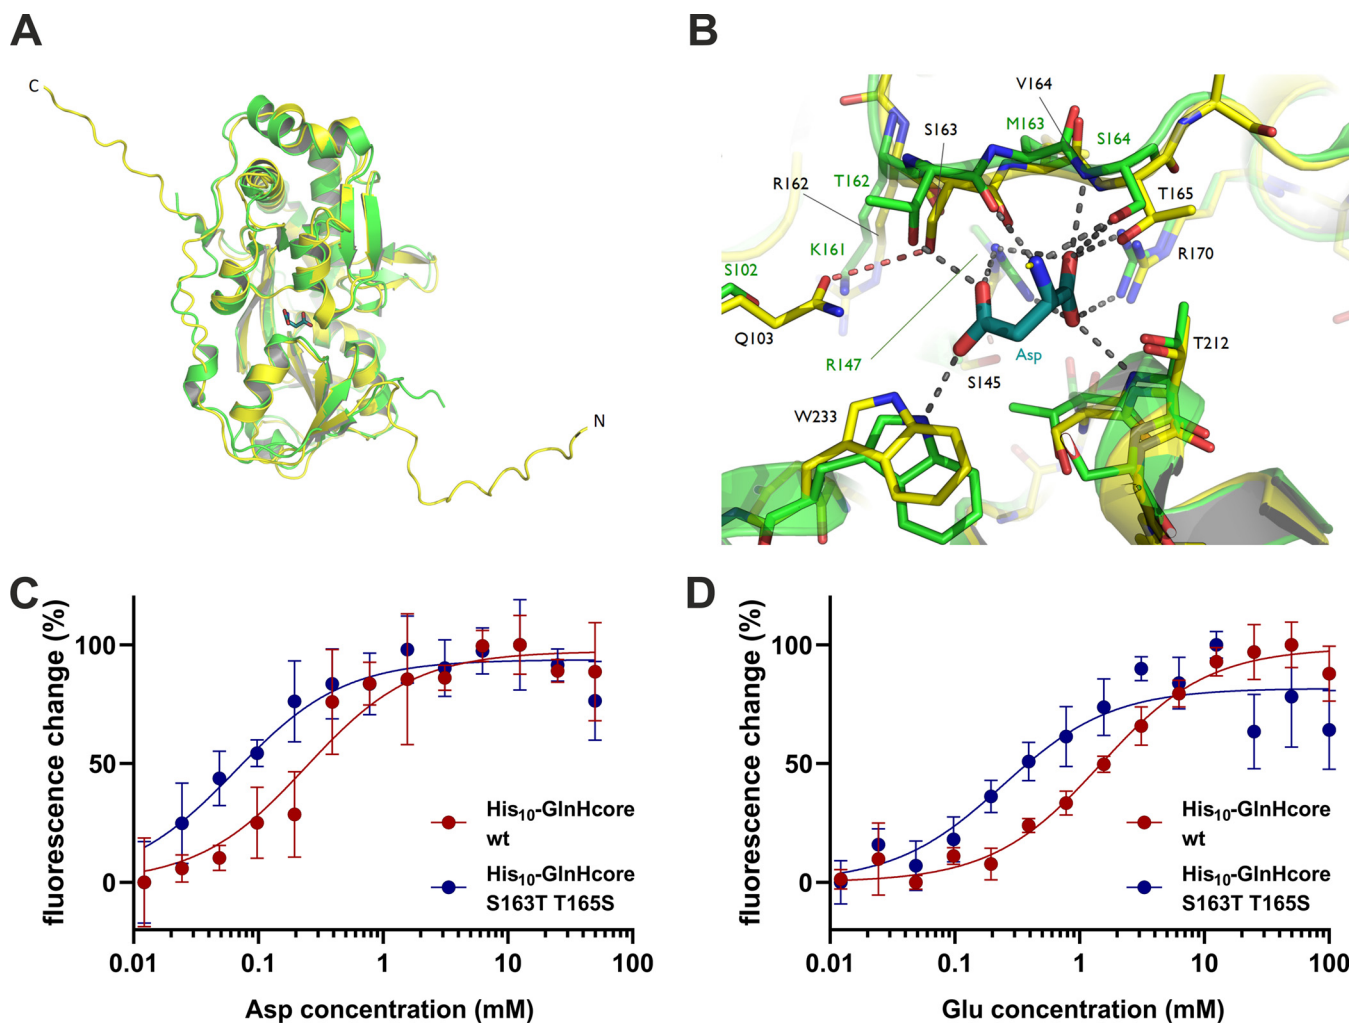 A
C
N
B
V164
M163
S163
S164
T162
R162
T165
K161
R170
S102
Q103
R147
Asp
S145
T212
W233
C
fluorescence change (%)
100
50
0
His₁₀-GlnHcore
wt
His₁₀-GlnHcore
S163T T165S
0.01 0.1 1 10 100
Asp concentration (mM)
D
fluorescence change (%)
100
50
0
His₁₀-GlnHcore
wt
His₁₀-GlnHcore
S163T T165S
0.01 0.1 1 10 100
Glu concentration (mM)